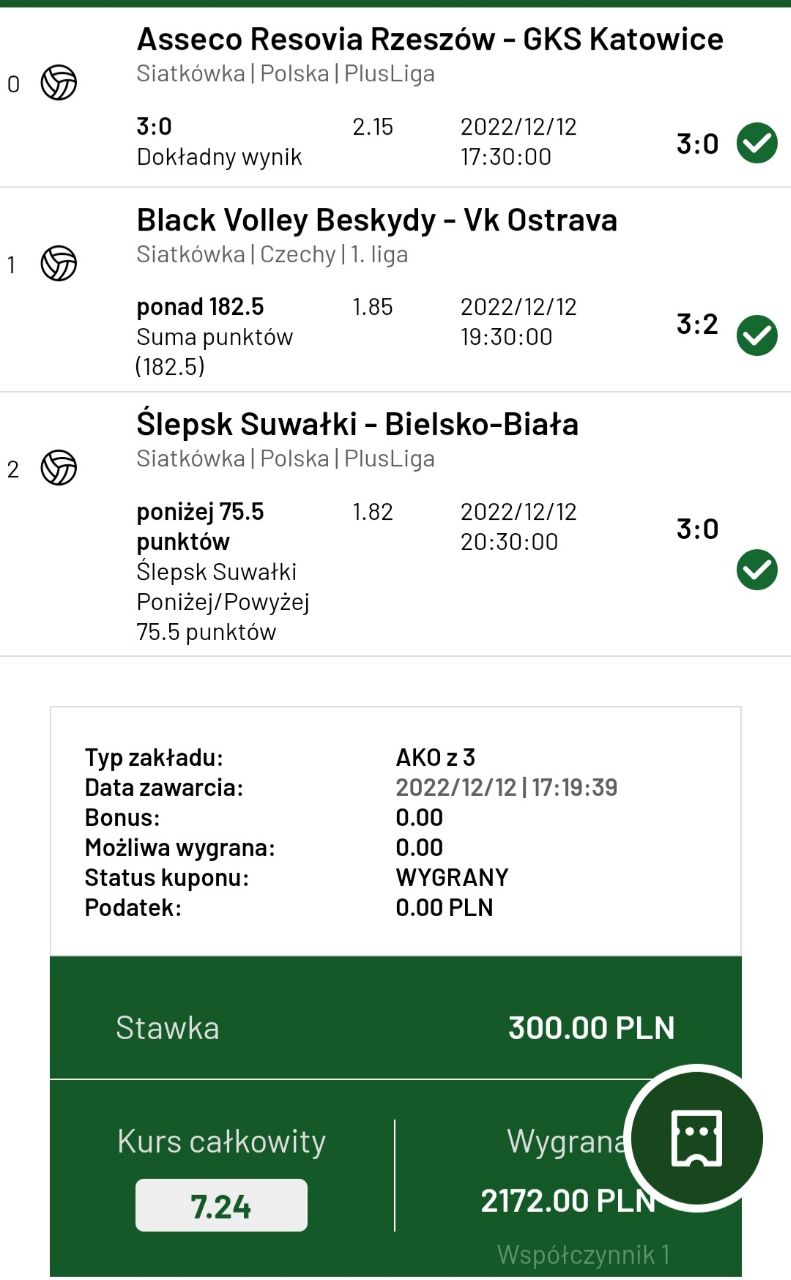 Asseco Resovia Rzeszów - GKS Katowice
0
Siatkówka | Polska | PlusLiga
3:0 2.15 2022/12/12
Dokładny wynik 17:30:00
3:0
Black Volley Beskydy - Vk Ostrava
1
Siatkówka | Czechy | 1. liga
ponad 182.5 1.85 2022/12/12
Suma punktów 19:30:00
(182.5)
3:2
Ślepsk Suwałki - Bielsko-Biała
2
Siatkówka | Polska | PlusLiga
poniżej 75.5 1.82 2022/12/12
punktów 20:30:00
3:0
Ślepsk Suwałki
Poniżej/Powyżej
75.5 punktów
Typ zakładu: AKO z 3
Data zawarcia: 2022/12/12 | 17:19:39
Bonus: 0.00
Możliwa wygrana: 0.00
Status kuponu: WYGRANY
Podatek: 0.00 PLN
Stawka 300.00 PLN
Kurs całkowity Wygrana
7.24 2172.00 PLN
Współczynnik 1